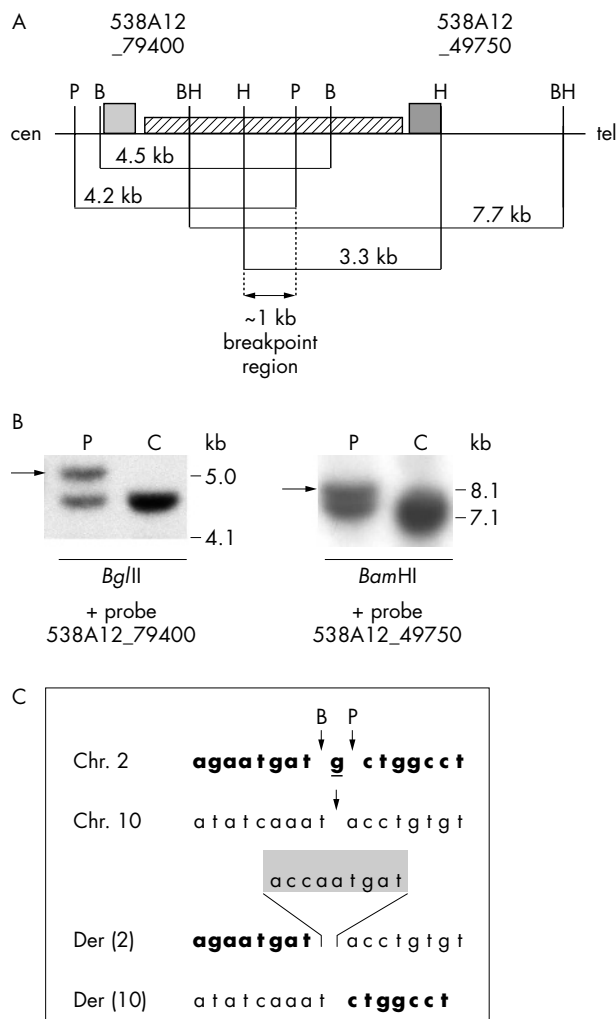 A
538A12
_79400
538A12
_49750
P B BH H P B H BH
cen tel
4.5 kb
4.2 kb
7.7 kb
3.3 kb
~1 kb
breakpoint
region
B
P C kb
5.0
4.1
BglII
+ probe
538A12_79400
P C kb
8.1
7.1
BamHI
+ probe
538A12_49750
C
B P
Chr. 2 agaatgat g ctggcct
Chr. 10 atatcaaat acctgtgt
accaatgat
Der (2) agaatgat acctgtgt
Der (10) atatcaaat ctggcct